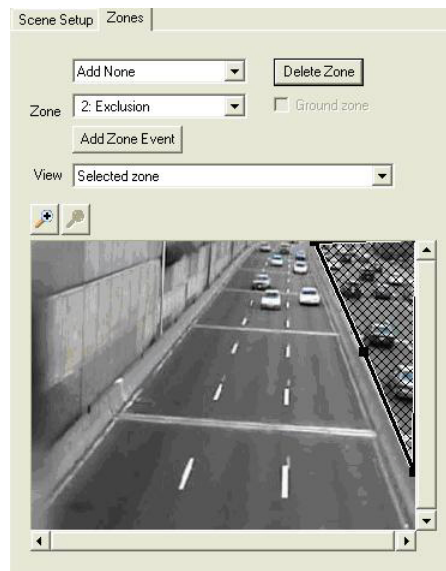 Scene Setup Zones
Add None Delete Zone
Zone 2: Exclusion Ground zone
Add Zone Event
View Selected zone